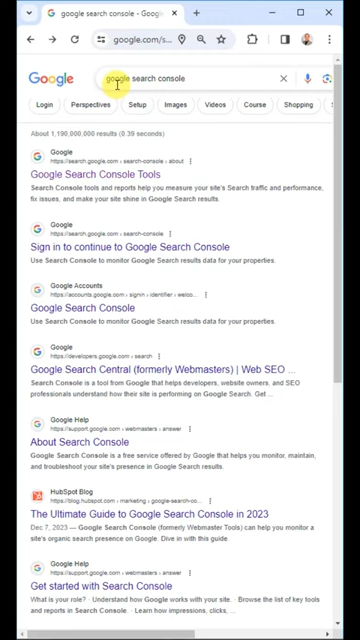 google search console - Goog
google.com/s
Google
google search console
Login
Perspectives
Setup
Images
Videos
Course
Shopping
About 1,190,000,000 results (0.39 seconds)
Google
https://search.google.com › search-console › about
Google Search Console Tools
Search Console tools and reports help you measure your site's Search traffic and performance,
fix issues, and make your site shine in Google Search results.
Google
https://search.google.com › search-console
Sign in to continue to Google Search Console
Use Search Console to monitor Google Search results data for your properties.
Google Accounts
https://accounts.google.com › signin › identifier › welco...
Google Search Console
Use Search Console to monitor Google Search results data for your properties.
Google
https://developers.google.com › search
Google Search Central (formerly Webmasters) | Web SEO ...
Search Console is a tool from Google that helps developers, website owners, and SEO
professionals understand how their site is performing on Google Search. Get ...
Google Help
https://support.google.com › webmasters › answer
About Search Console
Google Search Console is a free service offered by Google that helps you monitor, maintain,
and troubleshoot your site's presence in Google Search results.
HubSpot Blog
https://blog.hubspot.com › marketing › google-search-co...
The Ultimate Guide to Google Search Console in 2023
Dec 7, 2023 — Google Search Console (formerly Webmaster Tools) can help you monitor a
site's organic search presence on Google. Dive in with this guide.
Google Help
https://support.google.com › webmasters › answer
Get started with Search Console
What is your role? · Understand how Google works with your site. · Browse the list of key tools
and reports in Search Console · Learn how impressions, clicks, ...